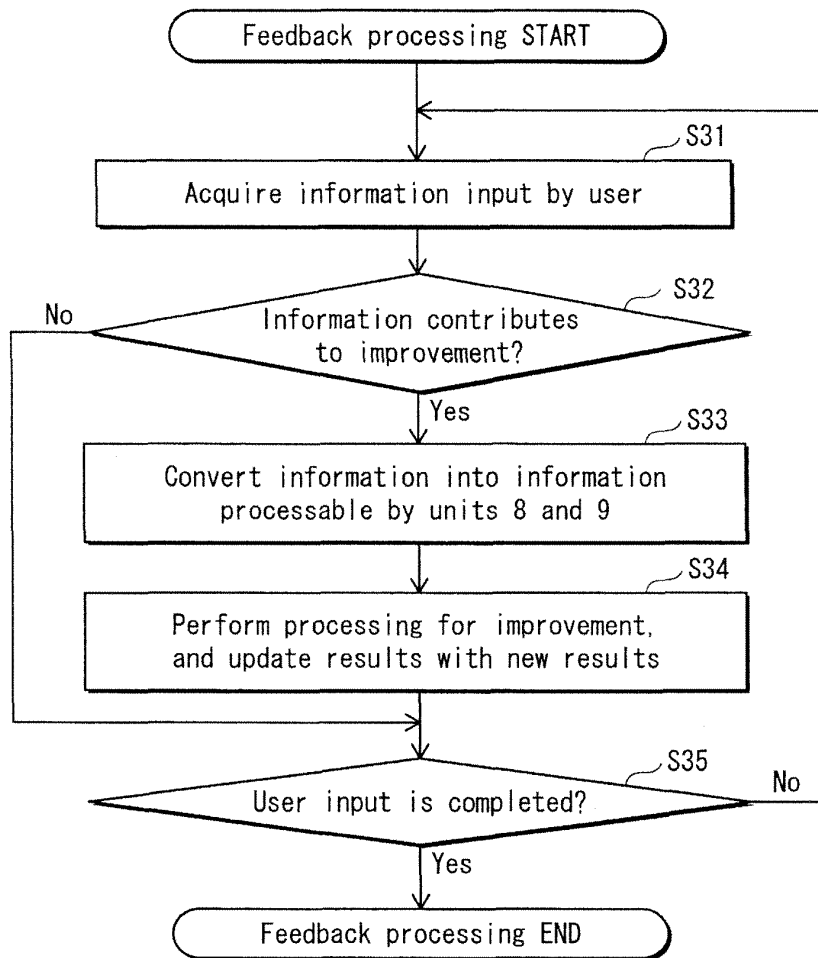 Feedback processing START
S31
Acquire information input by user
S32
No
Information contributes
to improvement?
Yes
S33
Convert information into information
processable by units 8 and 9
S34
Perform processing for improvement,
and update results with new results
S35
No
User input is completed?
Yes
Feedback processing END